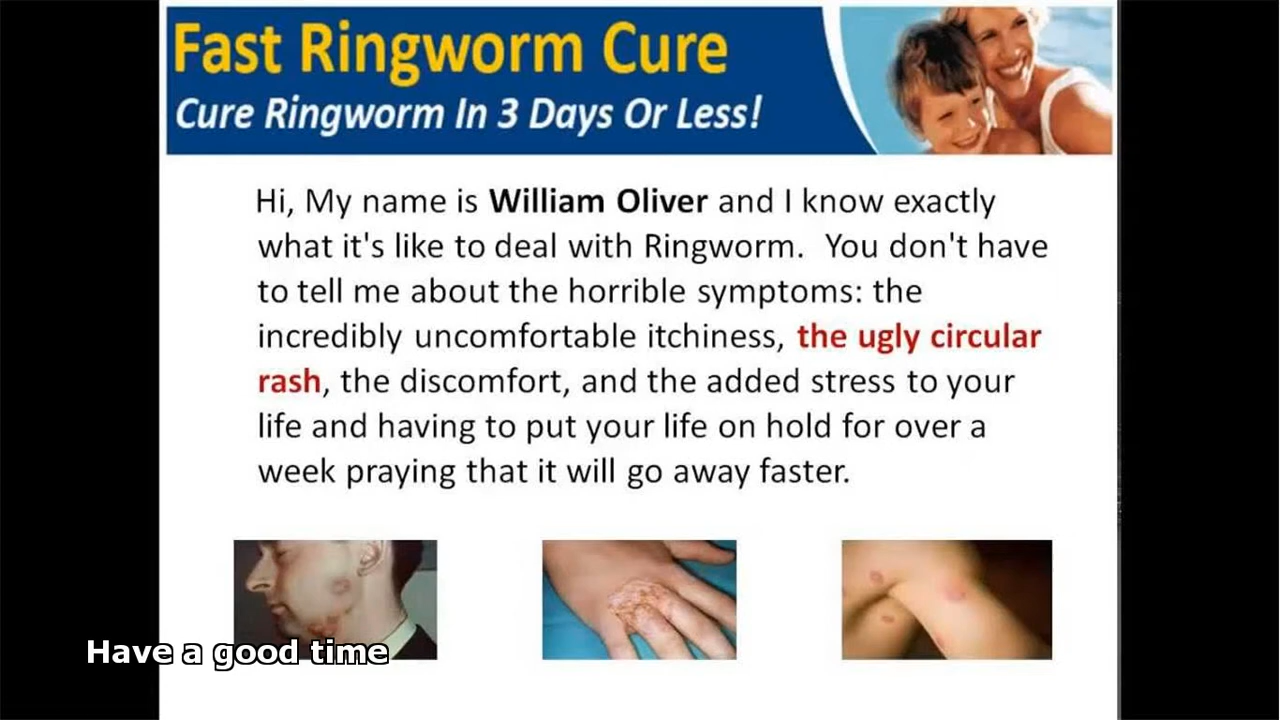 Fast Ringworm Cure
Cure Ringworm In 3 Days Or Less!
Hi, My name is William Oliver and I know exactly
what it's like to deal with Ringworm.  You don't have
to tell me about the horrible symptoms: the
incredibly uncomfortable itchiness, the ugly circular
rash, the discomfort, and the added stress to your
life and having to put your life on hold for over a
week praying that it will go away faster.
Have a good time